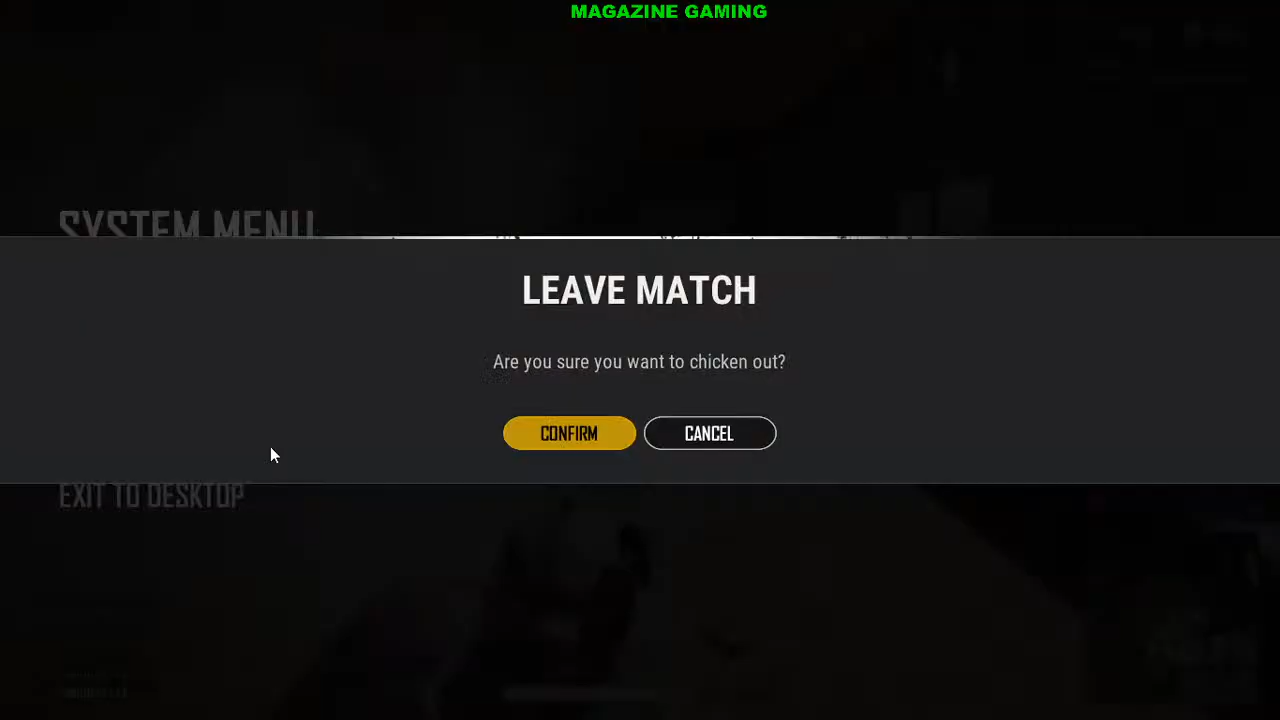 MAGAZINE GAMING
SYSTEM MENU
LEAVE MATCH
Are you sure you want to chicken out?
CONFIRM
CANCEL
EXIT TO DESKTOP